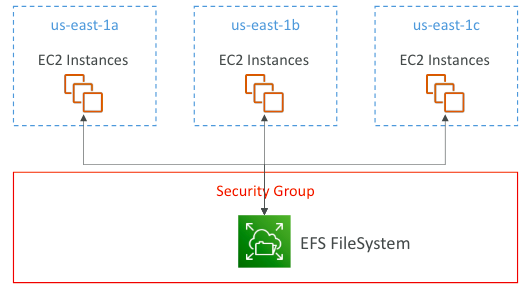 us-east-1a
us-east-1b
us-east-1c
EC2 Instances
EC2 Instances
EC2 Instances
Security Group
EFS FileSystem